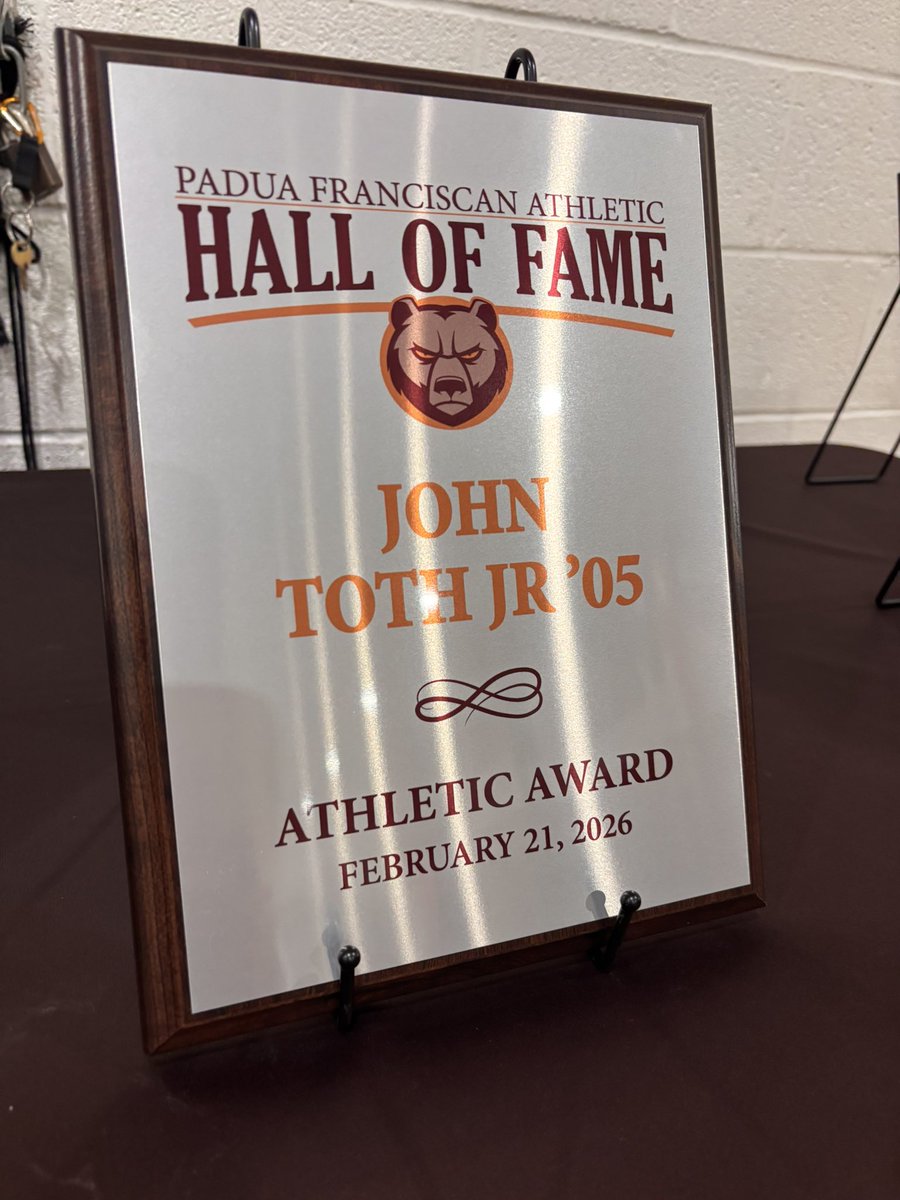 PADUA FRANCISCAN ATHLETIC
HALL OF FAME
JOHN
TOTH JR ’05
ATHLETIC AWARD
FEBRUARY 21, 2026